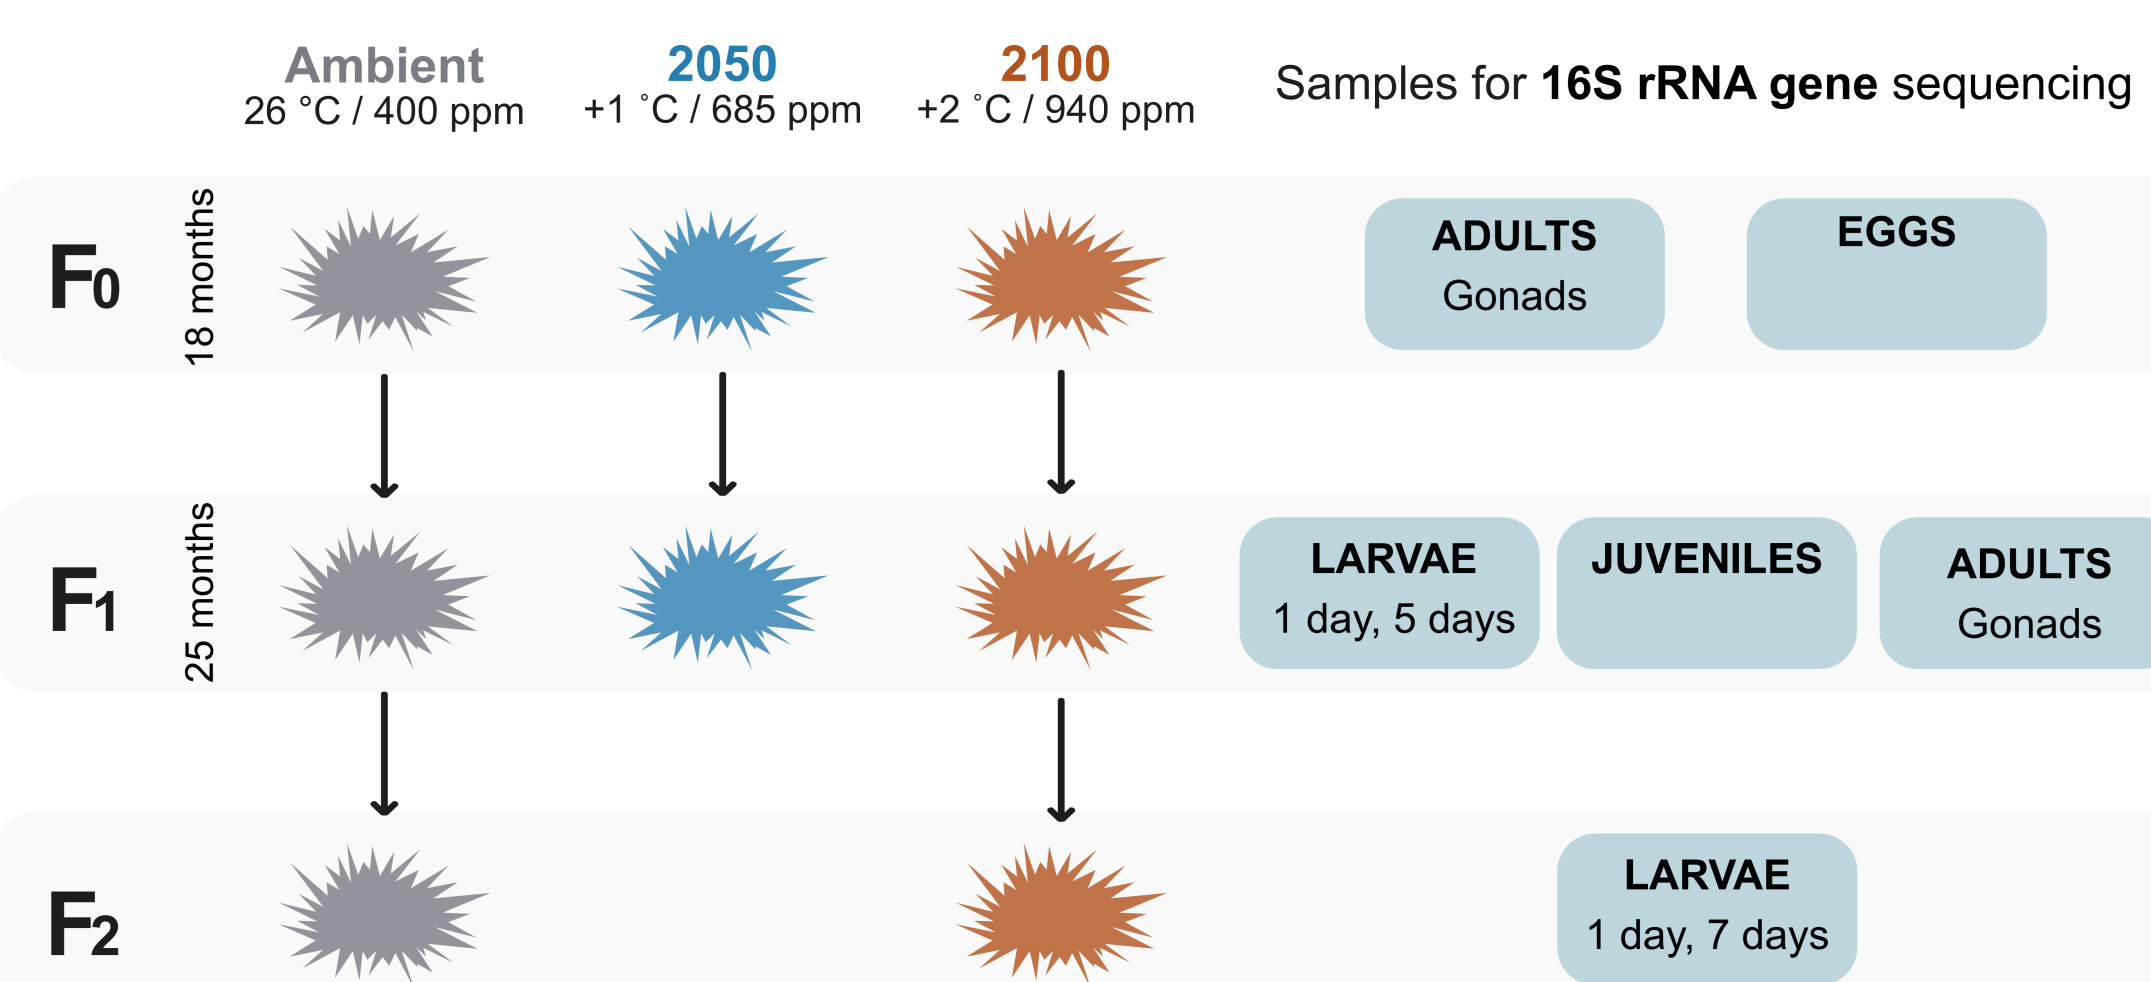 Ambient
26 °C / 400 ppm
2050
+1 °C / 685 ppm
2100
+2 °C / 940 ppm
Samples for 16S rRNA gene sequencing
F0
18 months
ADULTS
Gonads
EGGS
F1
25 months
LARVAE
1 day, 5 days
JUVENILES
ADULTS
Gonads
F2
LARVAE
1 day, 7 days